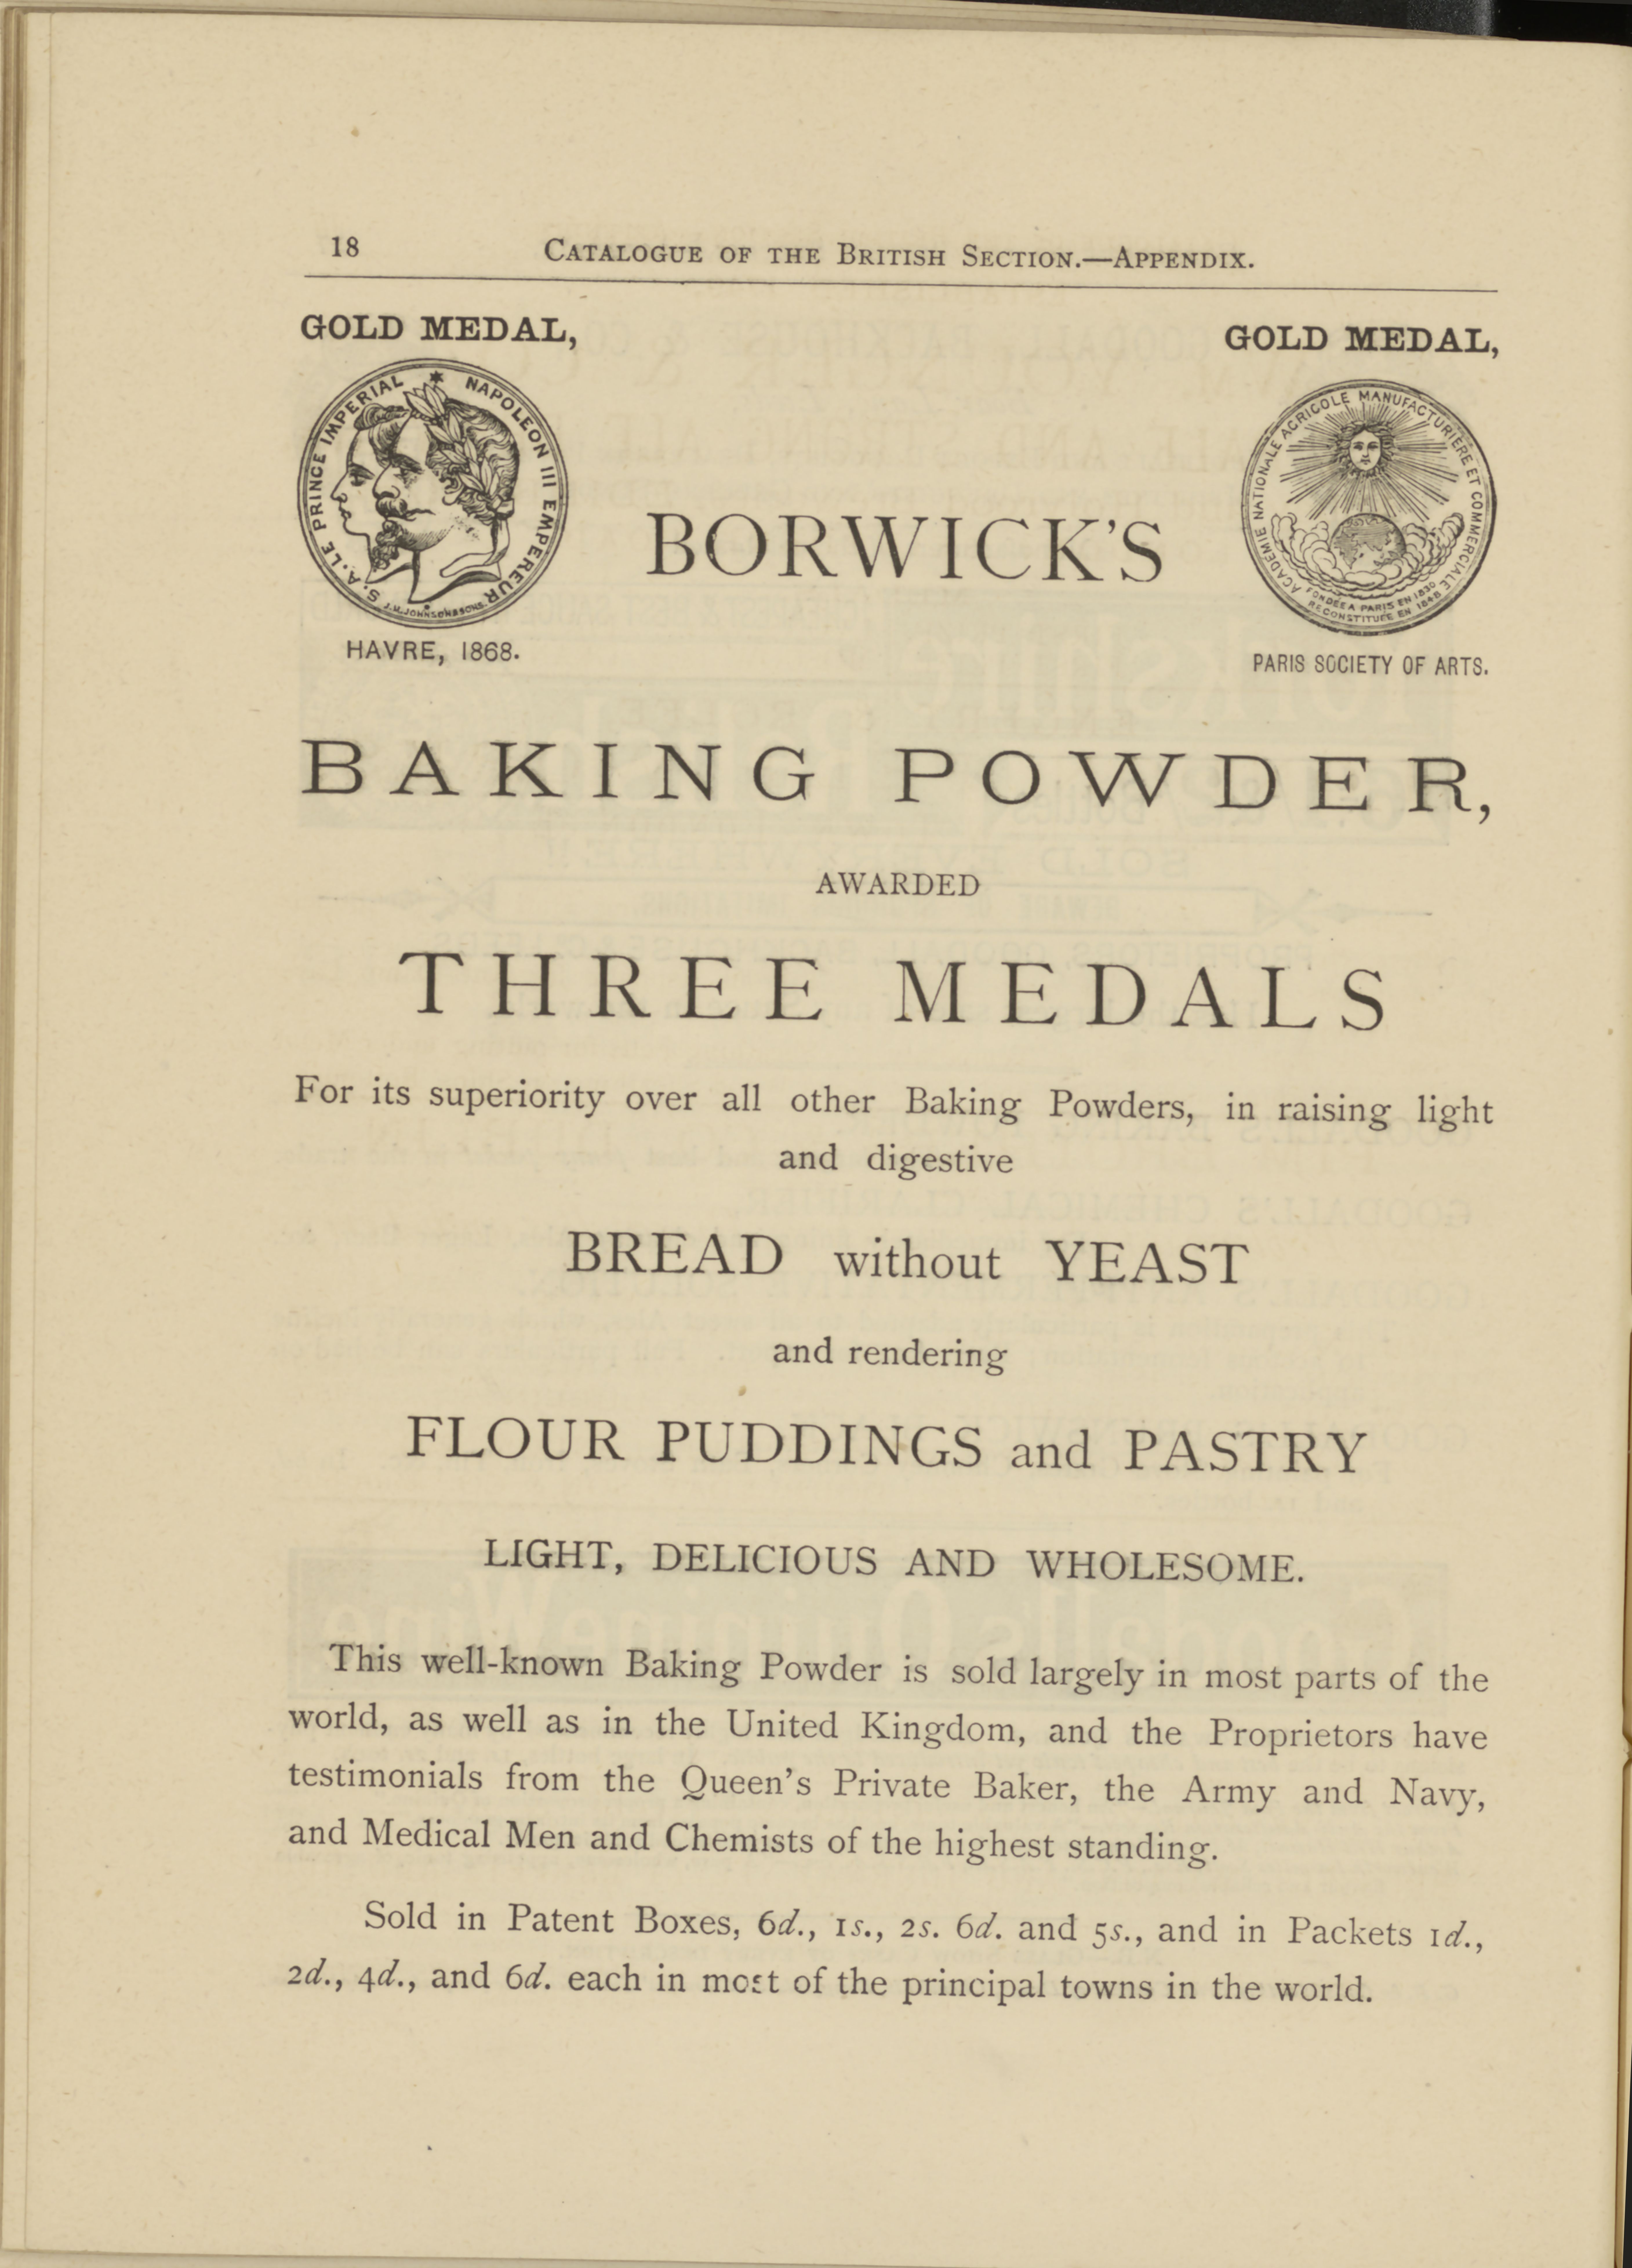 18 CATALOGUE OF THE BRITISH SECTION.—APPENDIX.
GOLD MEDAL,
S. A. LE PRINCE IMPERIAL ★ NAPOLEON III EMPEREUR
J.H. JOHNSON & SONS.
HAVRE, 1868.
GOLD MEDAL,
ACADEMIE NATIONALE AGRICOLE MANUFACTURIÈRE ET COMMERCIALE
FONDÉE A PARIS EN 1830
RECONSTITUÉE EN 1848
PARIS SOCIETY OF ARTS.
BORWICK'S
BAKING POWDER,
AWARDED
THREE MEDALS
For its superiority over all other Baking Powders, in raising light
and digestive
BREAD without YEAST
and rendering
FLOUR PUDDINGS and PASTRY
LIGHT, DELICIOUS AND WHOLESOME.
This well-known Baking Powder is sold largely in most parts of the
world, as well as in the United Kingdom, and the Proprietors have
testimonials from the Queen's Private Baker, the Army and Navy,
and Medical Men and Chemists of the highest standing.
Sold in Patent Boxes, 6d., 1s., 2s. 6d. and 5s., and in Packets 1d.,
2d., 4d., and 6d. each in most of the principal towns in the world.